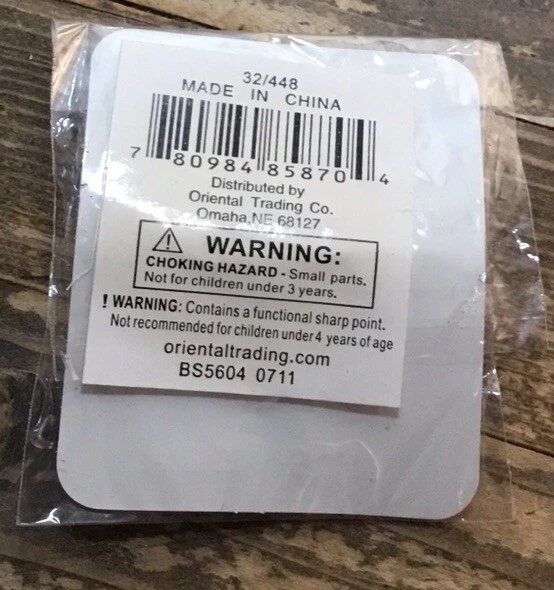 32/448
MADE IN CHINA
7 80984 85870 4
Distributed by
Oriental Trading Co.
Omaha, NE 68127
WARNING:
CHOKING HAZARD - Small parts.
Not for children under 3 years.
! WARNING: Contains a functional sharp point.
Not recommended for children under 4 years of age
orientaltrading.com
BS5604 0711